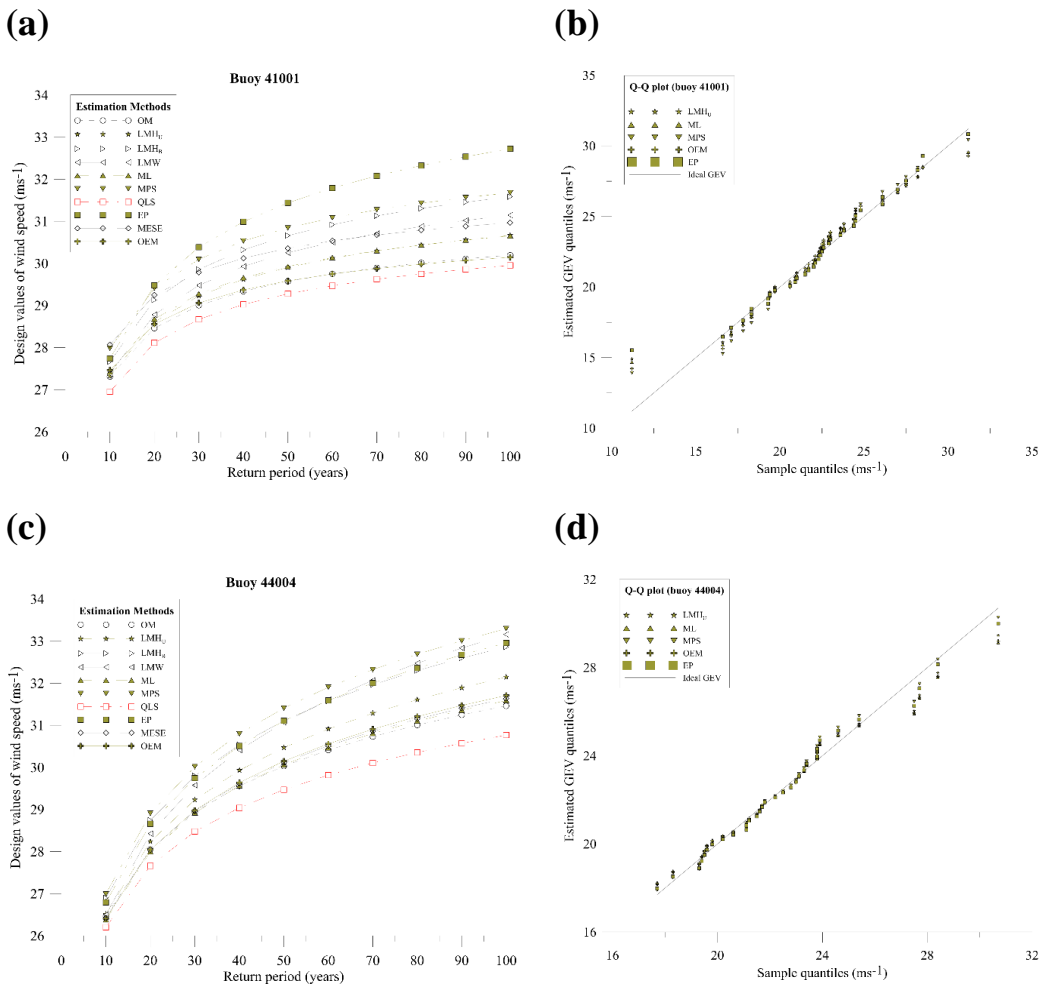 (a)
Buoy 41001
Design values of wind speed (ms-1)
34
33
32
31
30
29
28
27
26
Estimation Methods
OM
LMHU
LMHB
LMW
ML
MPS
QLS
EP
MESE
OEM
0 10 20 30 40 50 60 70 80 90 100
Return period (years)
(b)
Estimated GEV quantiles (ms-1)
35
30
25
20
15
10
Q-Q plot (buoy 41001)
LMHU
ML
MPS
OEM
EP
Ideal GEV
10 15 20 25 30 35
Sample quantiles (ms-1)
(c)
Buoy 44004
Design values of wind speed (ms-1)
34
33
32
31
30
29
28
27
26
Estimation Methods
OM
LMHU
LMHB
LMW
ML
MPS
QLS
EP
MESE
OEM
0 10 20 30 40 50 60 70 80 90 100
Return period (years)
(d)
Estimated GEV quantiles (ms-1)
32
28
24
20
16
Q-Q plot (buoy 44004)
LMHU
ML
MPS
OEM
EP
Ideal GEV
16 20 24 28 32
Sample quantiles (ms-1)